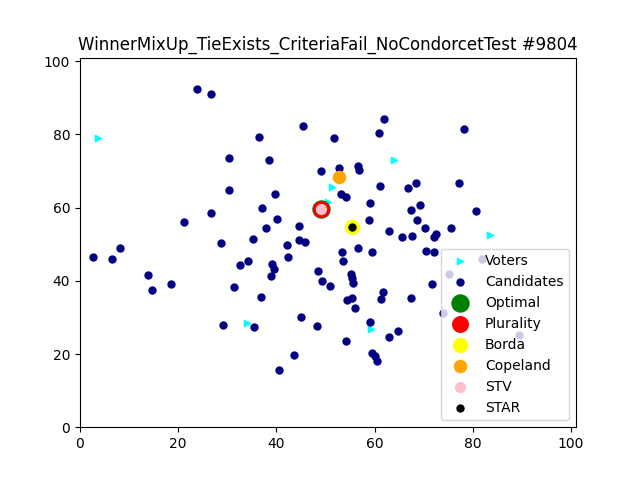 WinnerMixUp_TieExists_CriteriaFail_NoCondorcetTest #9804
100
80
60
40
20
0
0
20
40
60
80
100
Voters
Candidates
Optimal
Plurality
Borda
Copeland
STV
STAR